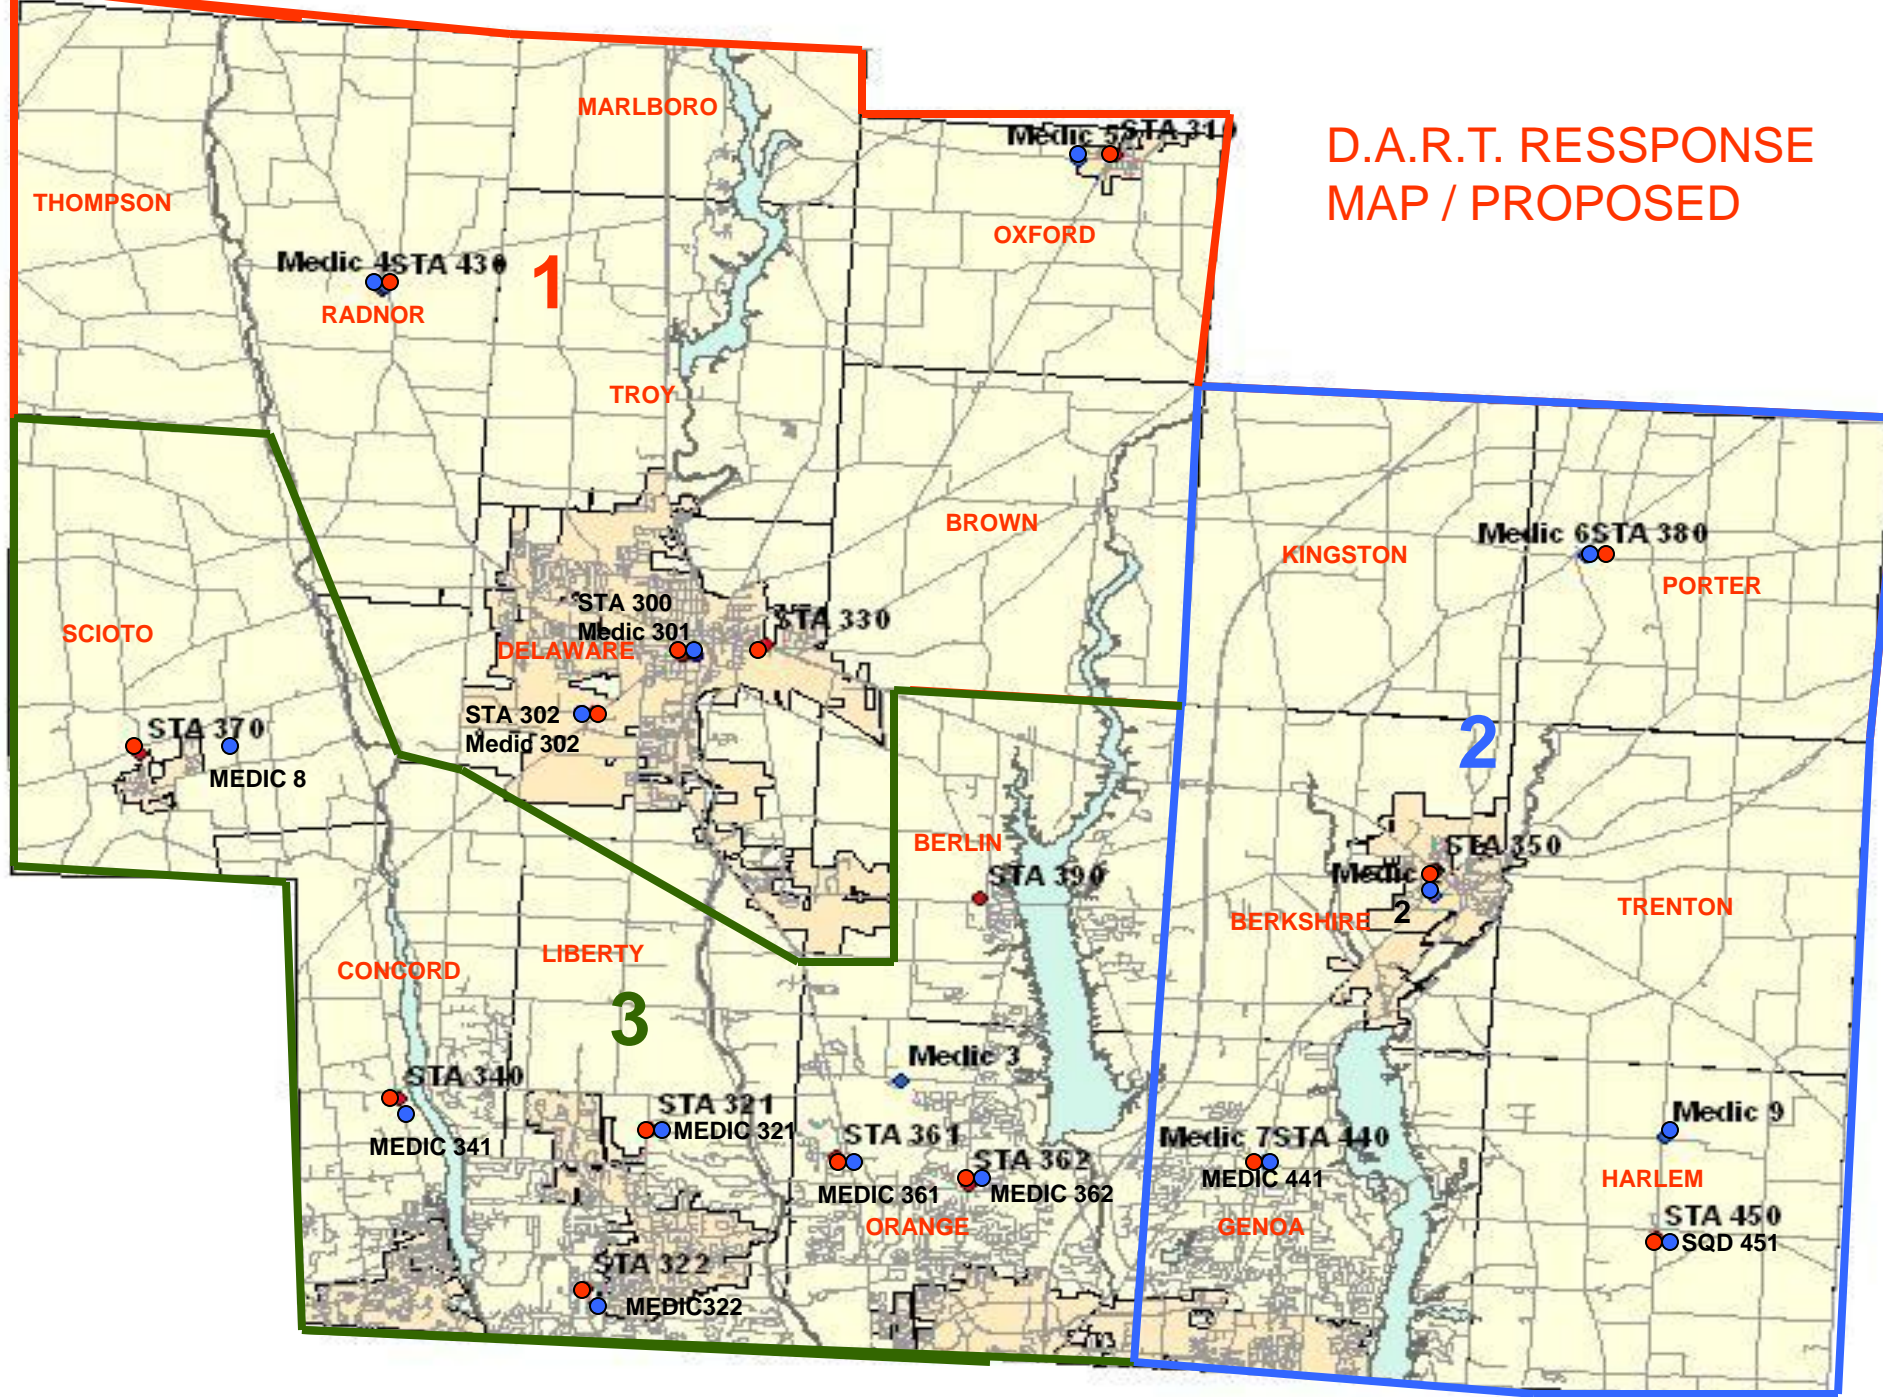 D.A.R.T. RESSPONSE
MAP / PROPOSED
MARLBORO
Medic 5
STA 310
THOMPSON
OXFORD
Medic 4
STA 430
1
RADNOR
TROY
BROWN
KINGSTON
Medic 6
STA 380
PORTER
STA 300
Medic 301
STA 330
SCIOTO
DELAWARE
STA 302
Medic 302
STA 370
MEDIC 8
2
BERLIN
STA 390
STA 350
Medic
2
BERKSHIRE
TRENTON
LIBERTY
CONCORD
3
Medic 3
STA 340
MEDIC 341
STA 321
MEDIC 321
STA 361
MEDIC 361
STA 362
MEDIC 362
ORANGE
Medic 7
STA 440
MEDIC 441
GENOA
Medic 9
HARLEM
STA 450
SQD 451
STA 322
MEDIC322